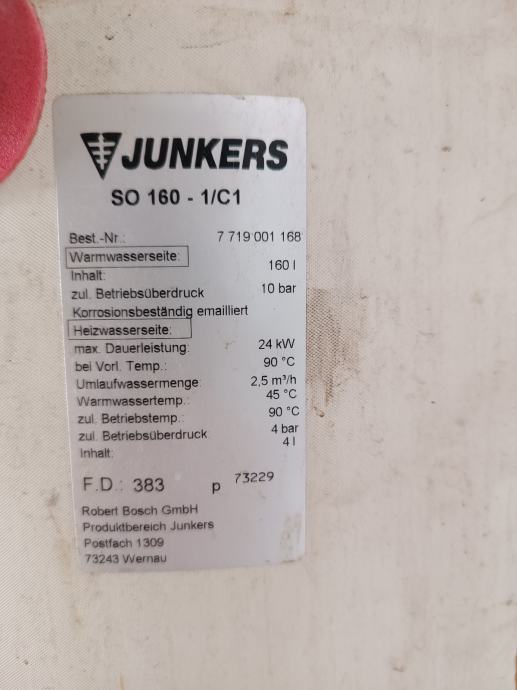 JUNKERS
SO 160 - 1/C1
Best.-Nr.: 7 719 001 168
Warmwasserseite:
Inhalt: 160 l
zul. Betriebsüberdruck 10 bar
Korrosionsbeständig emailliert
Heizwasserseite:
max. Dauerleistung: 24 kW
bei Vorl. Temp.: 90 °C
Umlaufwassermenge: 2,5 m³/h
Warmwassertemp.: 45 °C
zul. Betriebstemp.: 90 °C
zul. Betriebsüberdruck 4 bar
Inhalt: 4 l
F.D.: 383 p 73229
Robert Bosch GmbH
Produktbereich Junkers
Postfach 1309
73243 Wernau